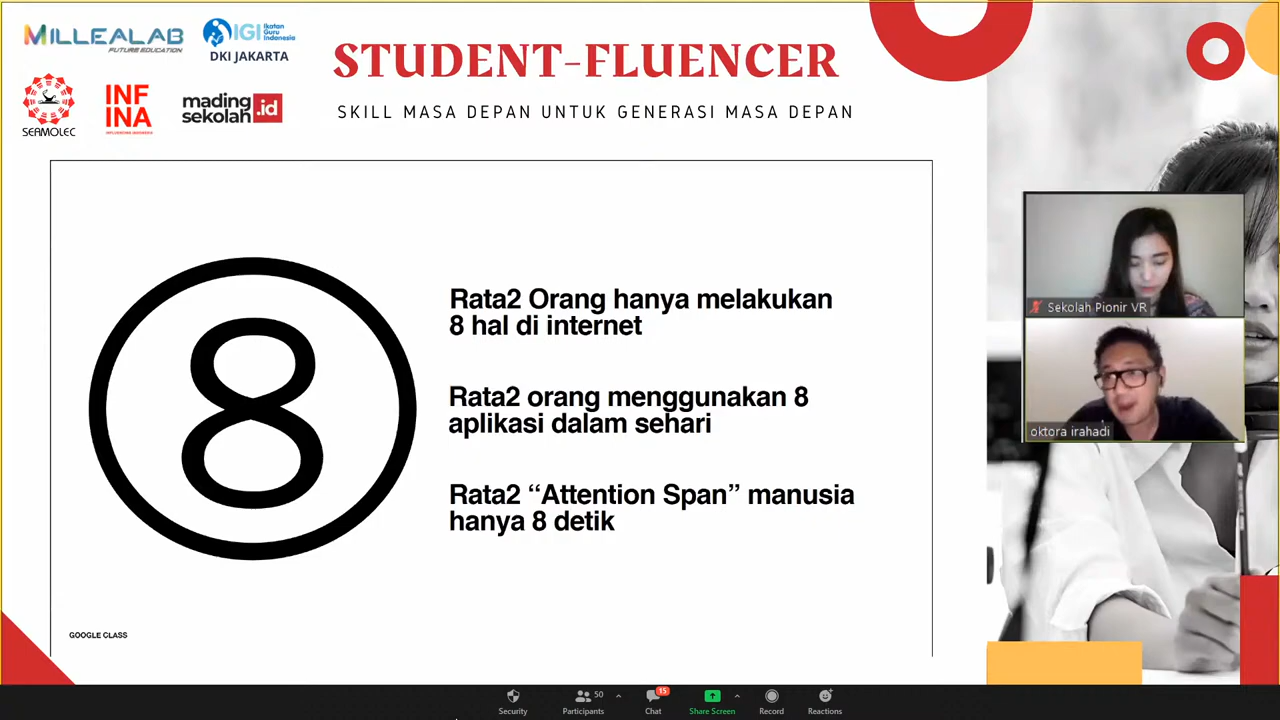 MILLEALAB
FUTURE EDUCATION
IGI
Ikatan
Guru
Indonesia
DKI JAKARTA
SEAMOLEC
INF
INA
mading
sekolah
.id
STUDENT-FLUENCER
SKILL MASA DEPAN UNTUK GENERASI MASA DEPAN
8
Rata2 Orang hanya melakukan
8 hal di internet
Rata2 orang menggunakan 8
aplikasi dalam sehari
Rata2 “Attention Span” manusia
hanya 8 detik
GOOGLE CLASS
Sekolah Pionir VR
oktora irahadi
Security
Participants
50
Chat
15
Share Screen
Record
Reactions